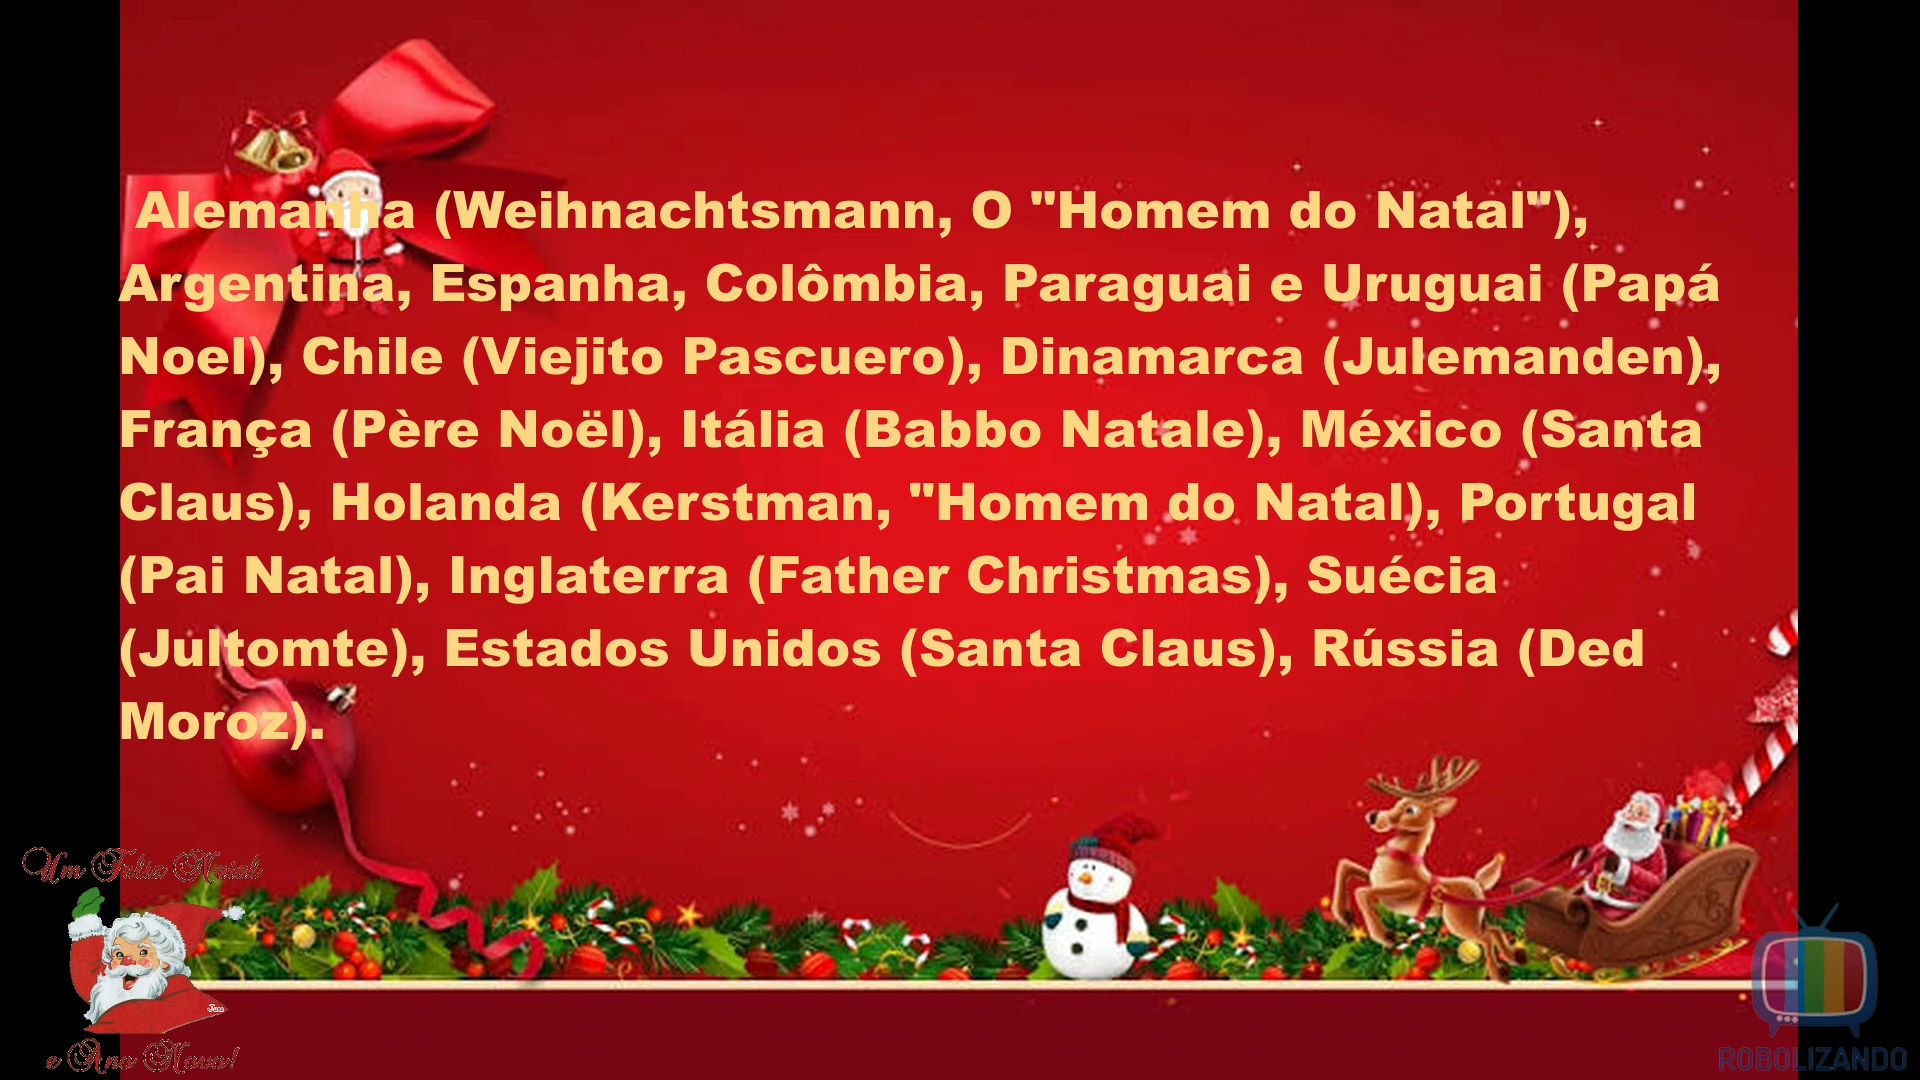 Alemanha (Weihnachtsmann, O "Homem do Natal"),
Argentina, Espanha, Colômbia, Paraguai e Uruguai (Papá
Noel), Chile (Viejito Pascuero), Dinamarca (Julemanden),
França (Père Noël), Itália (Babbo Natale), México (Santa
Claus), Holanda (Kerstman, "Homem do Natal), Portugal
(Pai Natal), Inglaterra (Father Christmas), Suécia
(Jultomte), Estados Unidos (Santa Claus), Rússia (Ded
Moroz).
Um Feliz Natal
e Ano Novo!
ROBOLIZANDO